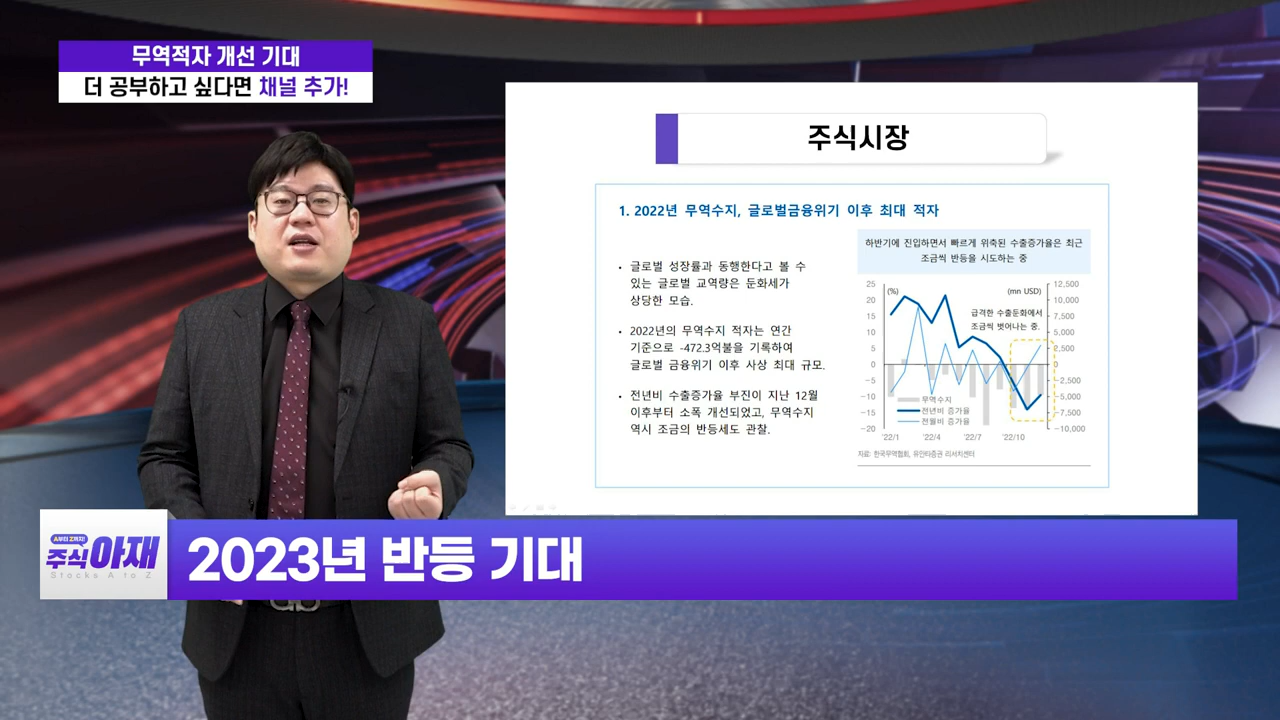 무역적자 개선 기대
더 공부하고 싶다면 채널 추가!
주식시장
1. 2022년 무역수지, 글로벌금융위기 이후 최대 적자
• 글로벌 성장률과 동행한다고 볼 수
있는 글로벌 교역량은 둔화세가
상당한 모습.
• 2022년의 무역수지 적자는 연간
기준으로 -472.3억불을 기록하여
글로벌 금융위기 이후 사상 최대 규모.
• 전년비 수출증가율 부진이 지난 12월
이후부터 소폭 개선되었고, 무역수지
역시 조금의 반등세도 관찰.
하반기에 진입하면서 빠르게 위축된 수출증가율은 최근
조금씩 반등을 시도하는 중
(%)
(mn USD)
25
20
15
10
5
0
-5
-10
-15
-20
12,500
10,000
7,500
5,000
2,500
0
-2,500
-5,000
-7,500
-10,000
급격한 수출둔화에서
조금씩 벗어나는 중.
무역수지
전년비 증가율
전월비 증가율
'22/1 '22/4 '22/7 '22/10
자료: 한국무역협회, 유안타증권 리서치센터
A부터 Z까지!
주식아재
Stocks A to Z
2023년 반등 기대